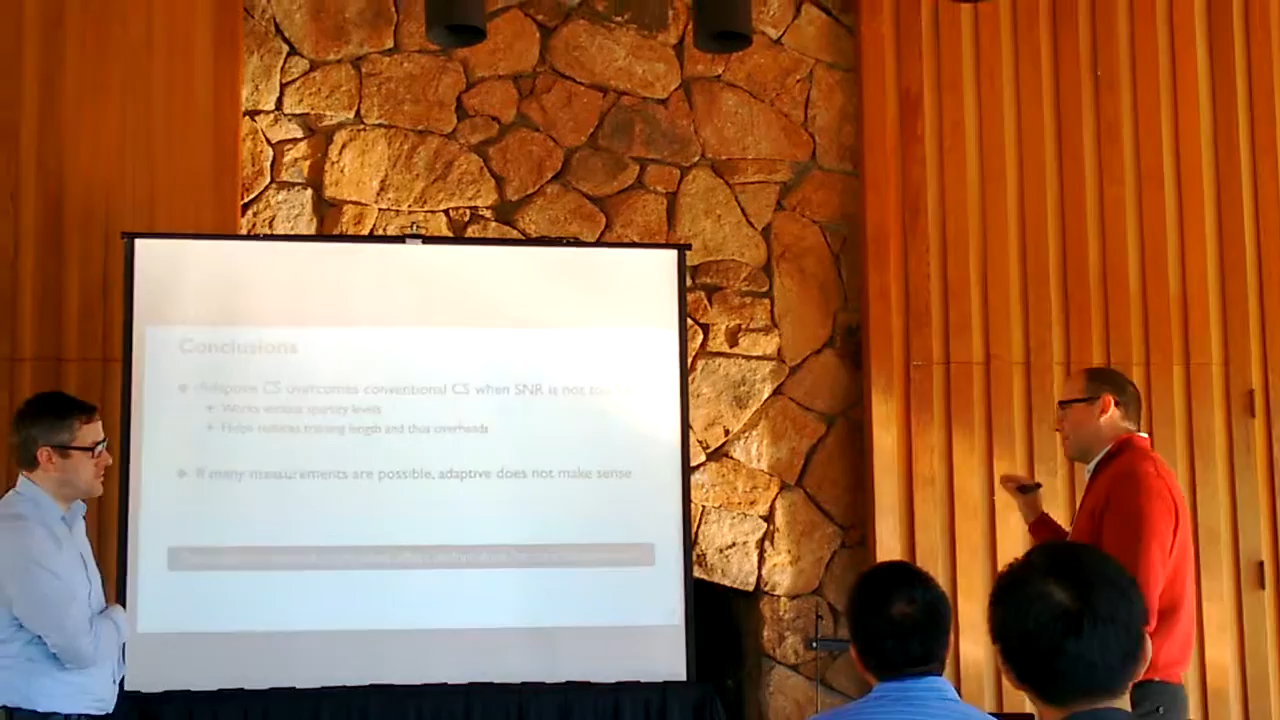 Conclusions
Adaptive CS overcomes conventional CS when SNR is not too
Works various sparsity levels
Helps reduces training length and thus overheads
If many measurements are possible, adaptive does not make sense